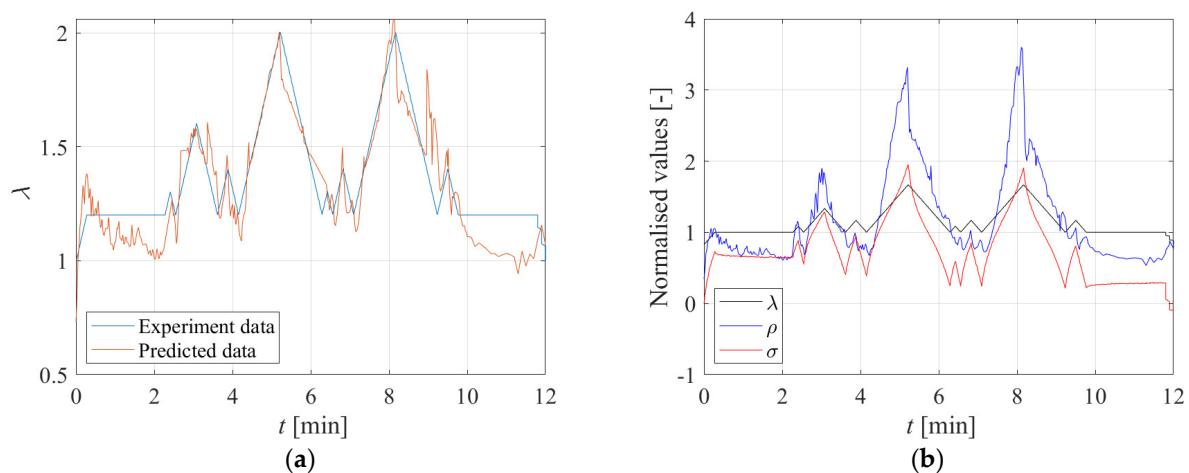 2
1.5
1
0.5
λ
Experiment data
Predicted data
0 2 4 6 8 10 12
t [min]
(a)
4
3
2
1
0
-1
Normalised values [-]
λ
ρ
σ
0 2 4 6 8 10 12
t [min]
(b)